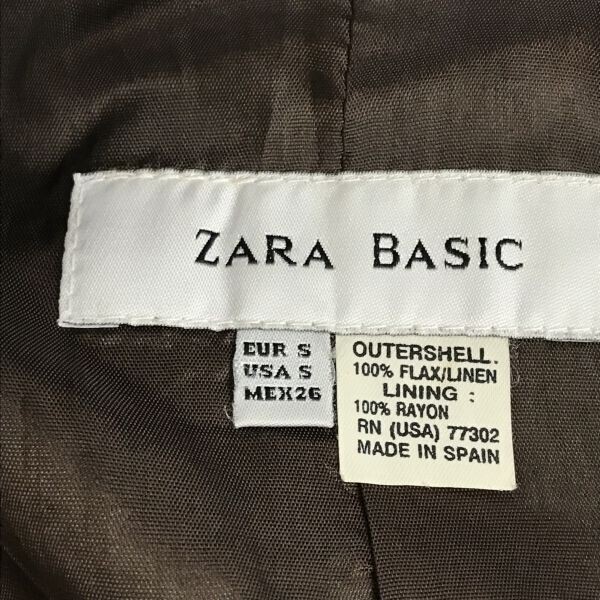 ZARA BASIC
EUR S
USA S
MEX26
OUTERSHELL.
100% FLAX/LINEN
LINING :
100% RAYON
RN (USA) 77302
MADE IN SPAIN